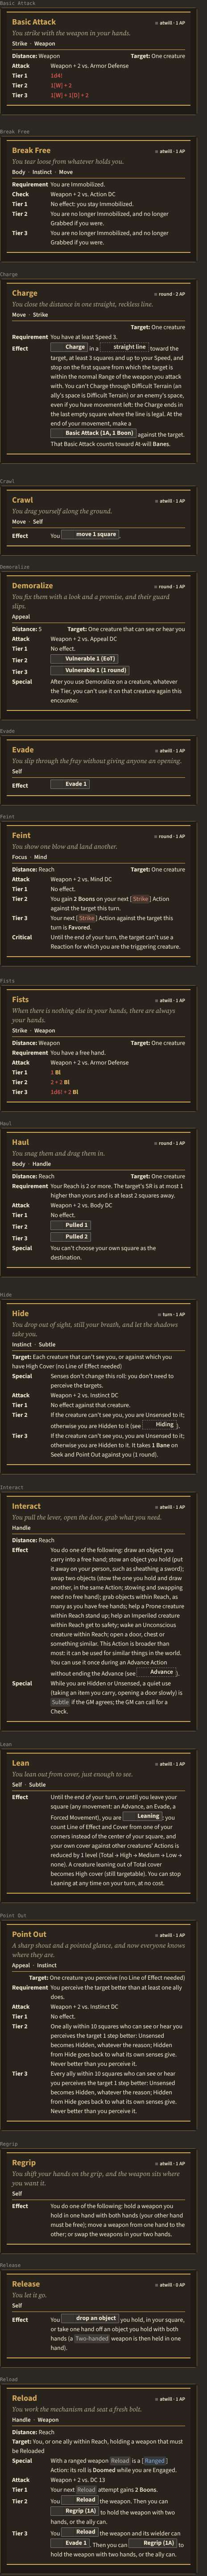 Basic Attack
Basic Attack
atwill · 1 AP
You strike with the weapon in your hands.
Strike · Weapon
Distance: Weapon Target: One creature
Attack Weapon + 2 vs. Armor Defense
Tier 1 1d4!
Tier 2 1[W] + 2
Tier 3 1[W] + 1[D] + 2
Break Free
Break Free
atwill · 1 AP
You tear loose from whatever holds you.
Body · Instinct · Move
Requirement You are Immobilized.
Check Weapon + 2 vs. Action DC
Tier 1 No effect: you stay Immobilized.
Tier 2 You are no longer Immobilized, and no longer
Grabbed if you were.
Tier 3 You are no longer Immobilized, and no longer
Grabbed if you were.
Charge
Charge
round · 2 AP
You close the distance in one straight, reckless line.
Move · Strike
Target: One creature
Requirement You have at least Speed 3.
Effect Charge in a straight line toward the
target, at least 3 squares and up to your Speed, and
stop on the first square from which the target is
within the normal Range of the weapon you attack
with. You can't Charge through Difficult Terrain (an
ally's space is Difficult Terrain) or an enemy's space,
even if you have movement left: the Charge ends in
the last empty square where the line is legal. At the
end of your movement, make a
Basic Attack (1A, 1 Boon) against the target.
That Basic Attack counts toward At-will Banes.
Crawl
Crawl
atwill · 1 AP
You drag yourself along the ground.
Move · Self
Effect You move 1 square.
Demoralize
Demoralize
round · 1 AP
You fix them with a look and a promise, and their guard
slips.
Appeal
Distance: 5 Target: One creature that can see or hear you
Attack Weapon + 2 vs. Appeal DC
Tier 1 No effect.
Tier 2 Vulnerable 1 (EoT)
Tier 3 Vulnerable 1 (1 round)
Special After you use Demoralize on a creature, whatever
the Tier, you can't use it on that creature again this
encounter.
Evade
Evade
atwill · 1 AP
You slip through the fray without giving anyone an opening.
Self
Effect Evade 1
Feint
Feint
round · 1 AP
You show one blow and land another.
Focus · Mind
Distance: Reach Target: One creature
Attack Weapon + 2 vs. Mind DC
Tier 1 No effect.
Tier 2 You gain 2 Boons on your next [Strike] Action
against the target this turn.
Tier 3 Your next [Strike] Action against the target this
turn is Favored.
Critical Until the end of your turn, the target can't use a
Reaction for which you are the triggering creature.
Fists
Fists
atwill · 1 AP
When there is nothing else in your hands, there are always
your hands.
Strike · Weapon
Distance: Weapon Target: One creature
Requirement You have a free hand.
Attack Weapon + 2 vs. Armor Defense
Tier 1 1 Bl
Tier 2 2 + 2 Bl
Tier 3 1d6! + 2 Bl
Haul
Haul
round · 1 AP
You snag them and drag them in.
Body · Handle
Distance: Reach Target: One creature
Requirement Your Reach is 2 or more. The target's SR is at most 1
higher than yours and is at least 2 squares away.
Attack Weapon + 2 vs. Body DC
Tier 1 No effect.
Tier 2 Pulled 1
Tier 3 Pulled 2
Special You can't choose your own square as the
destination.
Hide
Hide
turn · 1 AP
You drop out of sight, still your breath, and let the shadows
take you.
Instinct · Subtle
Target: Each creature that can't see you, or against which you
have High Cover (no Line of Effect needed)
Special Senses don't change this roll: you don't need to
perceive the targets.
Attack Weapon + 2 vs. Instinct DC
Tier 1 No effect against that creature.
Tier 2 If the creature can't see you, you are Unsensed to it;
otherwise you are Hidden to it (see Hiding ).
Tier 3 If the creature can't see you, you are Unsensed to it;
otherwise you are Hidden to it. It takes 1 Bane on
Seek and Point Out against you (1 round).
Interact
Interact
atwill · 1 AP
You pull the lever, open the door, grab what you need.
Handle
Distance: Reach
Effect You do one of the following: draw an object you
carry into a free hand; stow an object you hold (put
it away on your person, such as sheathing a sword);
swap two objects (stow the one you hold and draw
another, in the same Action; stowing and swapping
need no free hand); grab objects within Reach, as
many as you have free hands; help a Prone creature
within Reach stand up; help an Imperiled creature
within Reach get to safety; wake an Unconscious
creature within Reach; open a door, chest or
something similar. This Action is broader than
most: it can be used for similar things in the world.
You can use it once during an Advance Action
without ending the Advance (see Advance ).
Special While you are Hidden or Unsensed, a quiet use
(taking an item you carry, opening a door slowly) is
Subtle if the GM agrees; the GM can call for a
Check.
Lean
Lean
atwill · 1 AP
You lean out from cover, just enough to see.
Self · Subtle
Effect Until the end of your turn, or until you leave your
square (any movement: an Advance, an Evade, a
Forced Movement), you are Leaning : you
count Line of Effect and Cover from one of your
corners instead of the center of your square, and
your own cover against other creatures' Actions is
reduced by 1 level (Total → High → Medium → Low →
none). A creature leaning out of Total cover
becomes High Cover (still targetable). You can stop
Leaning at any time on your turn, at no cost.
Point Out
Point Out
atwill · 1 AP
A sharp shout and a pointed glance, and now everyone knows
where they are.
Appeal · Instinct
Target: One creature you perceive (no Line of Effect needed)
Requirement You perceive the target better than at least one ally
does.
Attack Weapon + 2 vs. Instinct DC
Tier 1 No effect.
Tier 2 One ally within 10 squares who can see or hear you
perceives the target 1 step better: Unsensed
becomes Hidden, whatever the reason; Hidden
from Hide goes back to what its own senses give.
Never better than you perceive it.
Tier 3 Every ally within 10 squares who can see or hear
you perceives the target 1 step better: Unsensed
becomes Hidden, whatever the reason; Hidden
from Hide goes back to what its own senses give.
Never better than you perceive it.
Regrip
Regrip
atwill · 1 AP
You shift your hands on the grip, and the weapon sits where
you want it.
Self
Effect You do one of the following: hold a weapon you
hold in one hand with both hands (your other hand
must be free); move a weapon from one hand to the
other; or swap the weapons in your two hands.
Release
Release
atwill · 0 AP
You let it go.
Self
Effect You drop an object you hold, in your square,
or take one hand off an object you hold with both
hands (a Two-handed weapon is then held in one
hand).
Reload
Reload
atwill · 1 AP
You work the mechanism and seat a fresh bolt.
Handle · Weapon
Distance: Reach
Target: You, or one ally within Reach, holding a weapon that must
be Reloaded
Special With a ranged weapon Reload is a [Ranged]
Action: its roll is Doomed while you are Engaged.
Attack Weapon + 2 vs. DC 13
Tier 1 Your next Reload attempt gains 2 Boons.
Tier 2 You Reload the weapon. Then you can
Regrip (1A) to hold the weapon with two
hands, or the ally can.
Tier 3 You Reload the weapon and its wielder can
Evade 1 . Then you can Regrip (1A) to
hold the weapon with two hands, or the ally can.